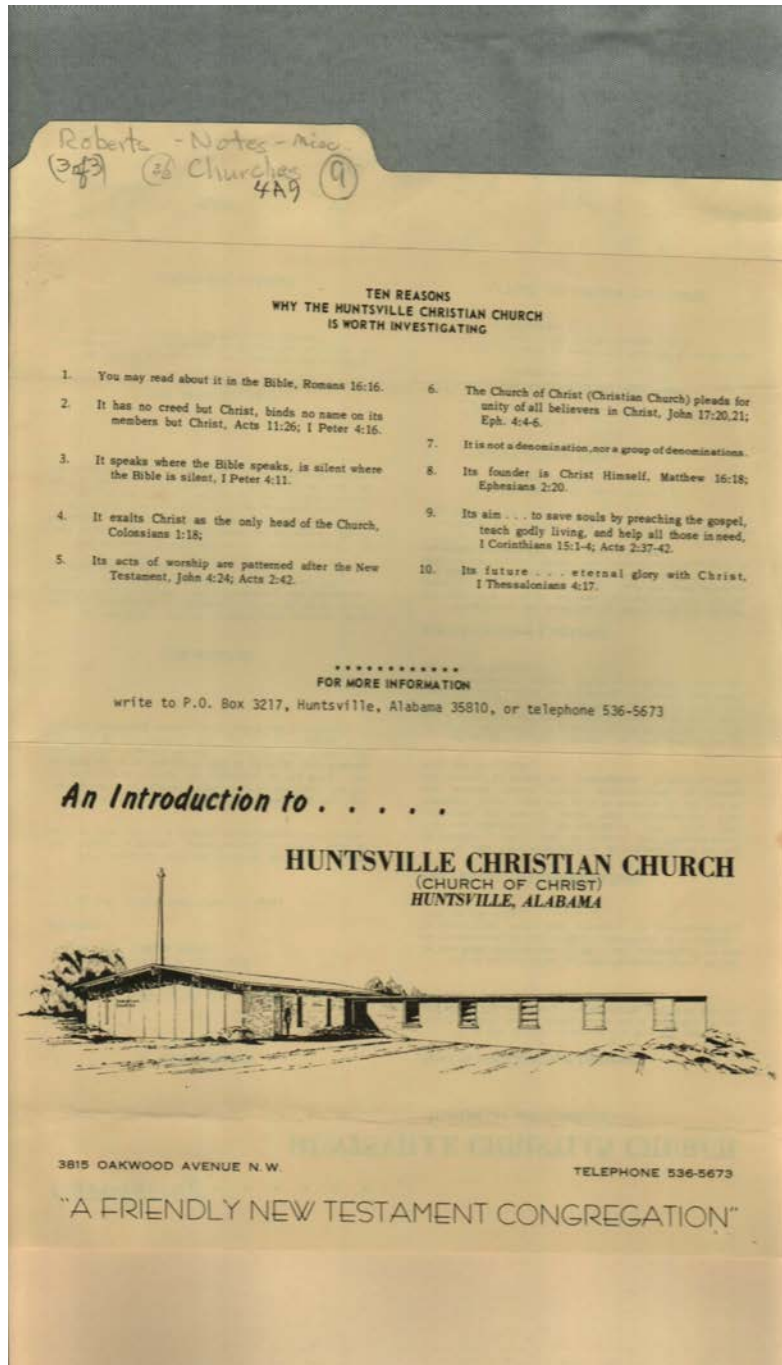 Roberts - Notes - Misc.
(3 of 3) Churches (9)
4A9
TEN REASONS
WHY THE HUNTSVILLE CHRISTIAN CHURCH
IS WORTH INVESTIGATING
1. You may read about it in the Bible, Romans 16:16.
2. It has no creed but Christ, binds no name on its
members but Christ, Acts 11:26; I Peter 4:16.
3. It speaks where the Bible speaks, is silent where
the Bible is silent, I Peter 4:11.
4. It exalts Christ as the only head of the Church,
Colossians 1:18;
5. Its acts of worship are patterned after the New
Testament, John 4:24; Acts 2:42.
6. The Church of Christ (Christian Church) pleads for
unity of all believers in Christ, John 17:20,21;
Eph. 4:4-6.
7. It is not a denomination, nor a group of denominations.
8. Its founder is Christ Himself, Matthew 16:18;
Ephesians 2:20.
9. Its aim . . . to save souls by preaching the gospel,
teach godly living, and help all those in need,
I Corinthians 15:1-4; Acts 2:37-42.
10. Its future . . . eternal glory with Christ,
I Thessalonians 4:17.
* * * * * * * * * * * *
FOR MORE INFORMATION
write to P.O. Box 3217, Huntsville, Alabama 35810, or telephone 536-5673
An Introduction to . . . . .
HUNTSVILLE CHRISTIAN CHURCH
(CHURCH OF CHRIST)
HUNTSVILLE, ALABAMA
3815 OAKWOOD AVENUE N.W.
TELEPHONE 536-5673
"A FRIENDLY NEW TESTAMENT CONGREGATION"